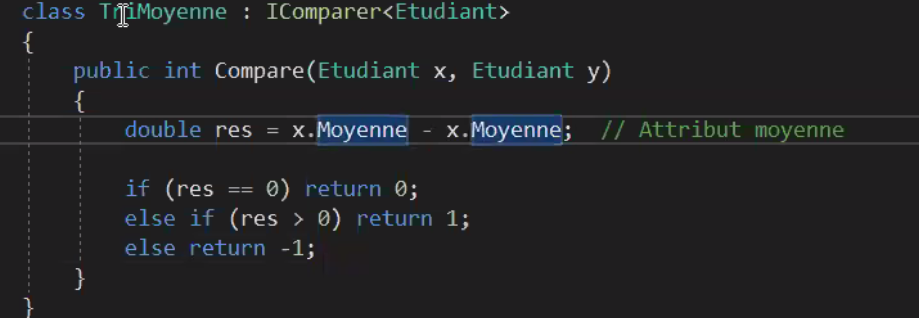 class TriMoyenne : IComparer<Etudiant>
{
public int Compare(Etudiant x, Etudiant y)
{
double res = x.Moyenne - x.Moyenne; // Attribut moyenne
if (res == 0) return 0;
else if (res > 0) return 1;
else return -1;
}
}